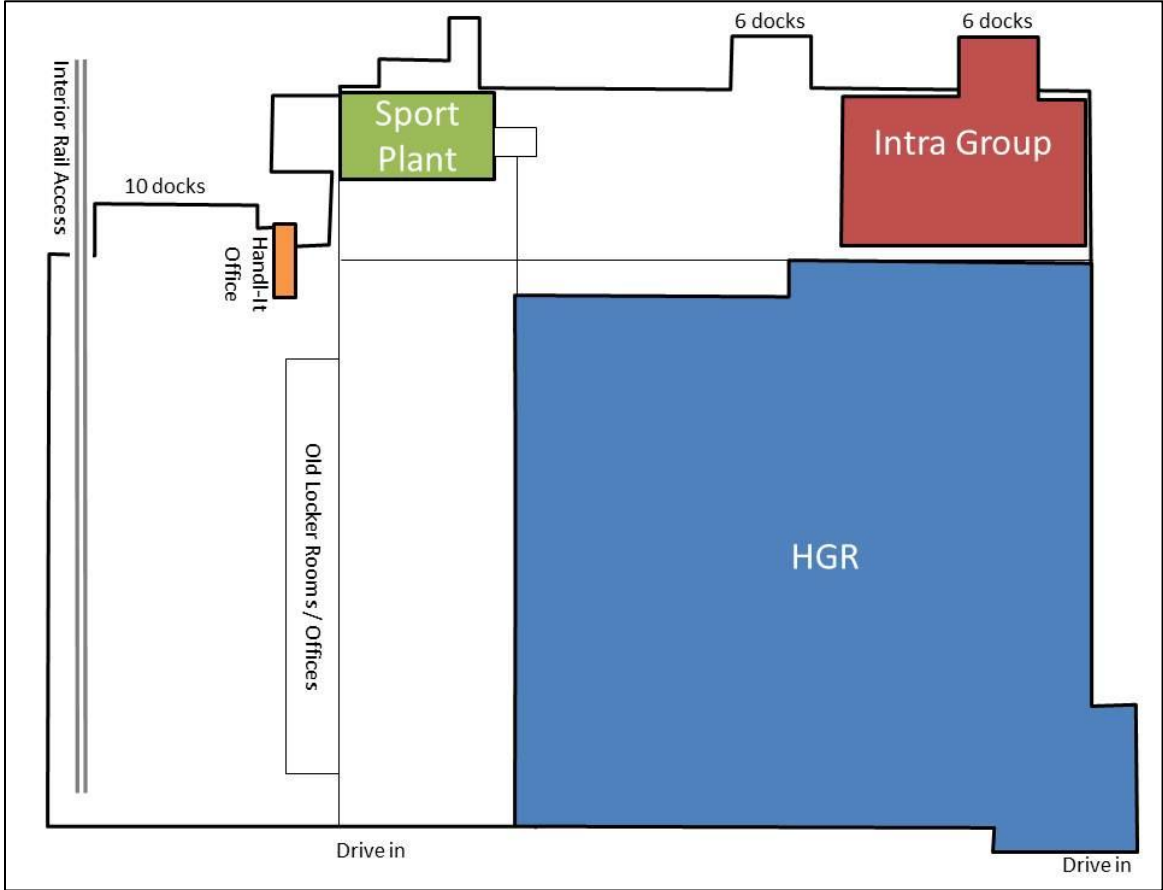 6 docks
6 docks
Interior Rail Access
Sport
Plant
Intra Group
10 docks
Handl-It
Office
Old Locker Rooms / Offices
HGR
Drive in
Drive in